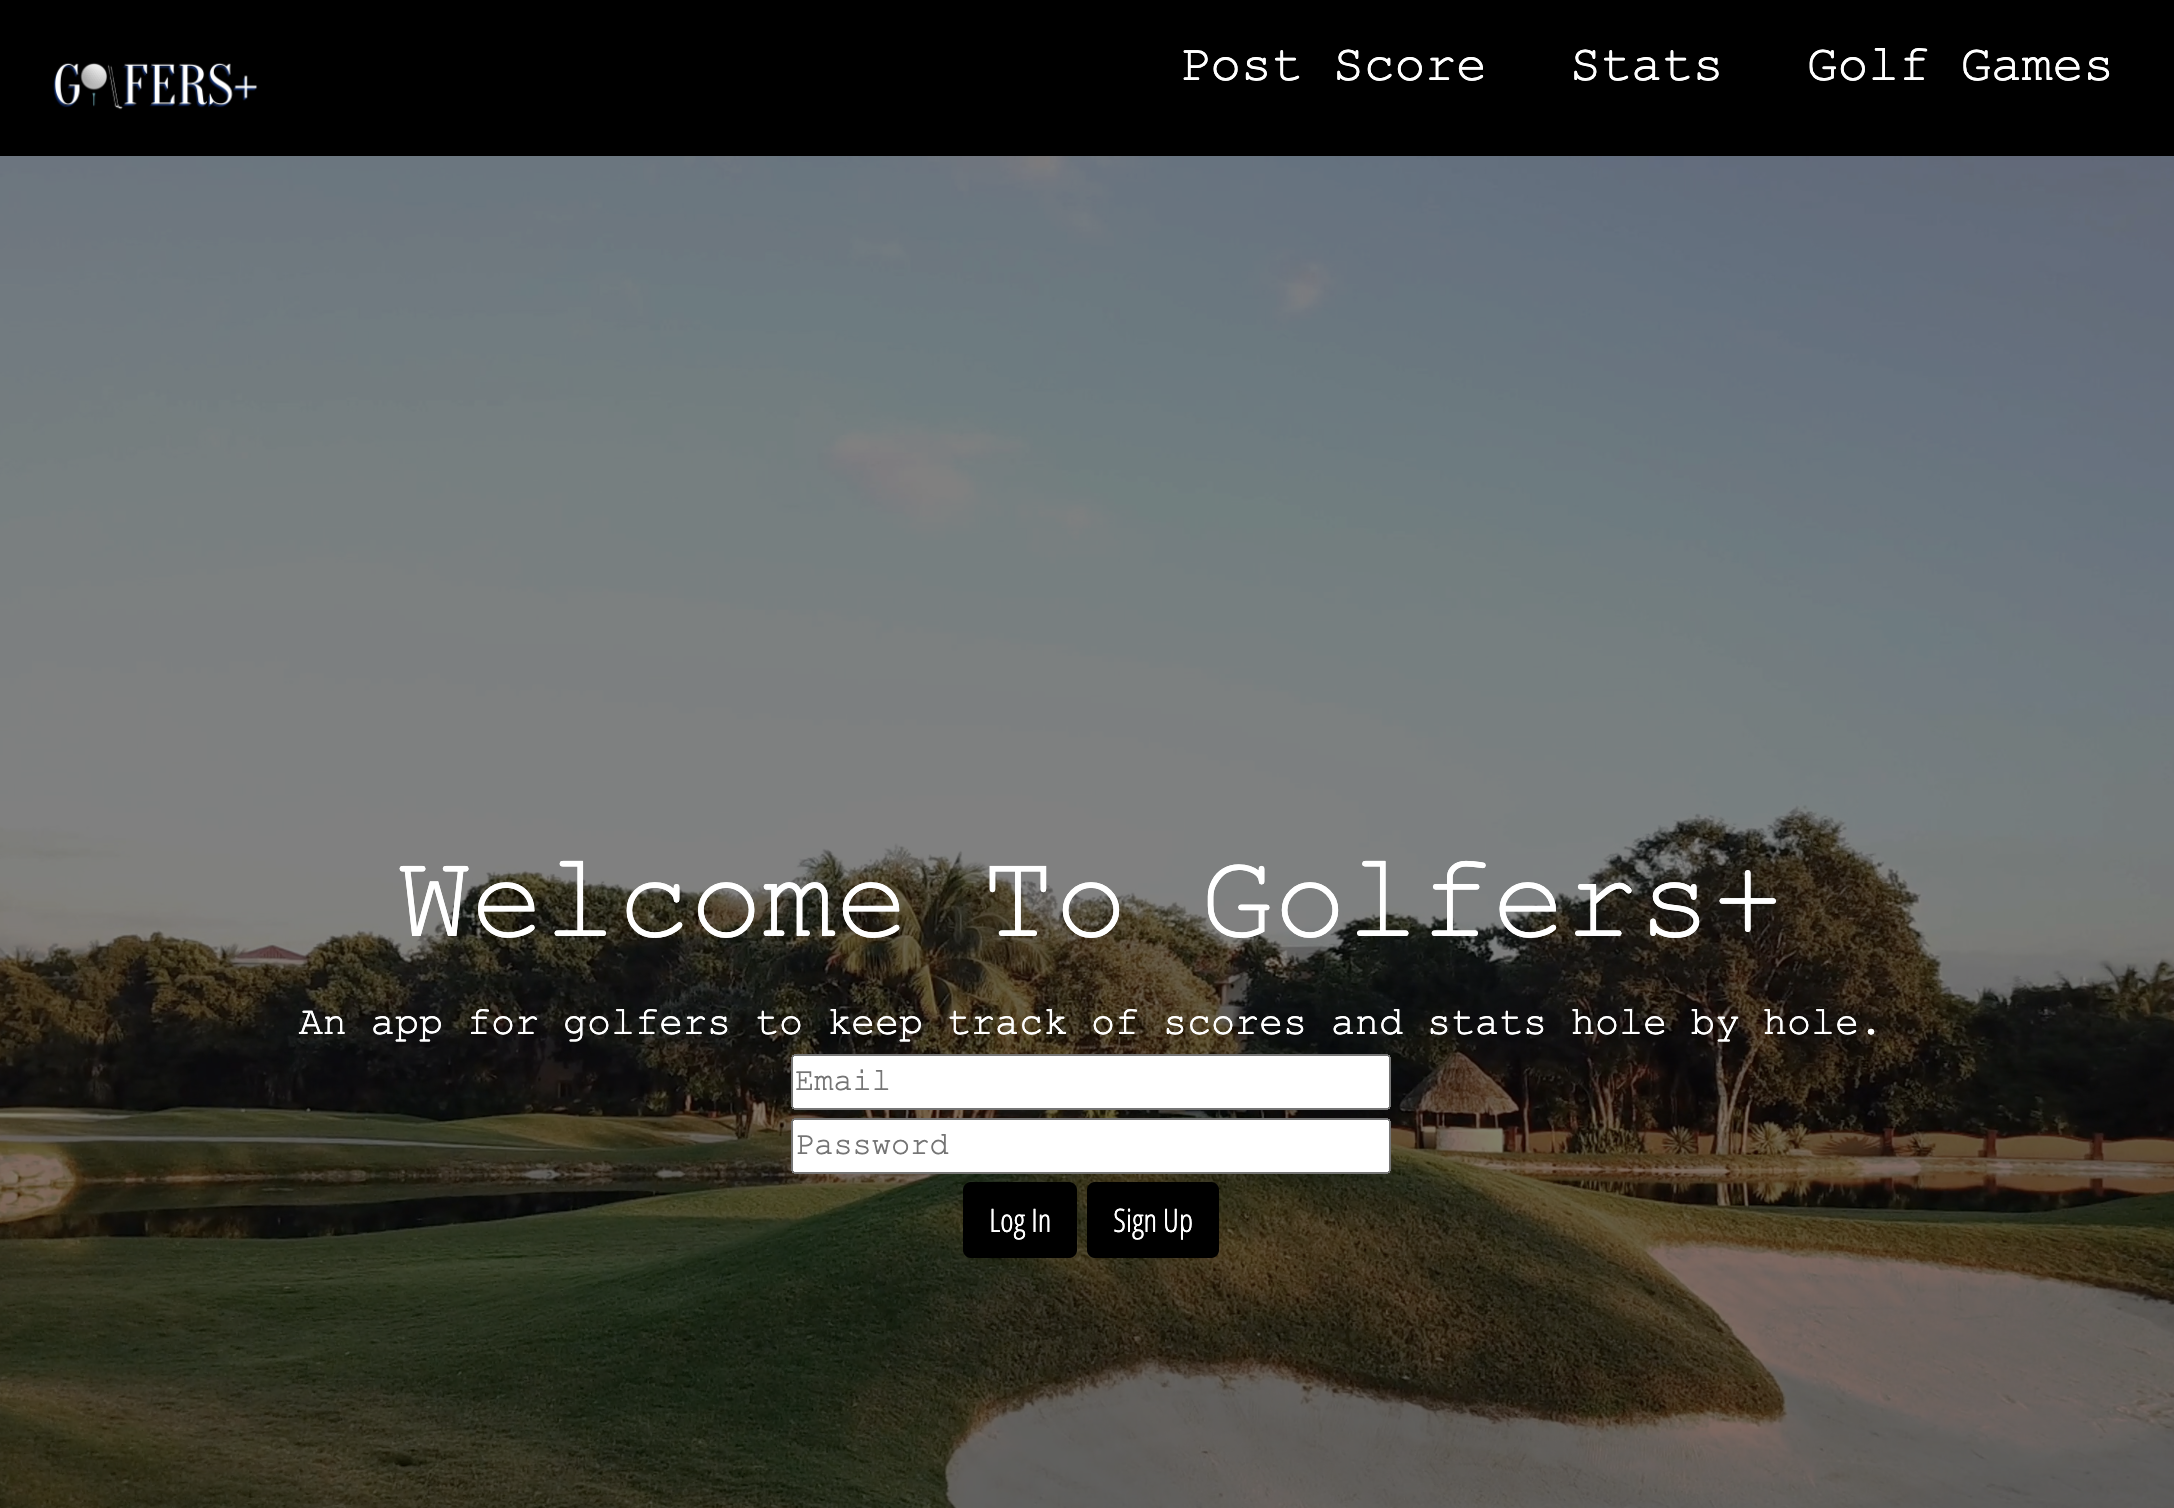 GOLFERS+
Post Score Stats Golf Games
Welcome To Golfers+
An app for golfers to keep track of scores and stats hole by hole.
Email
Password
Log In Sign Up